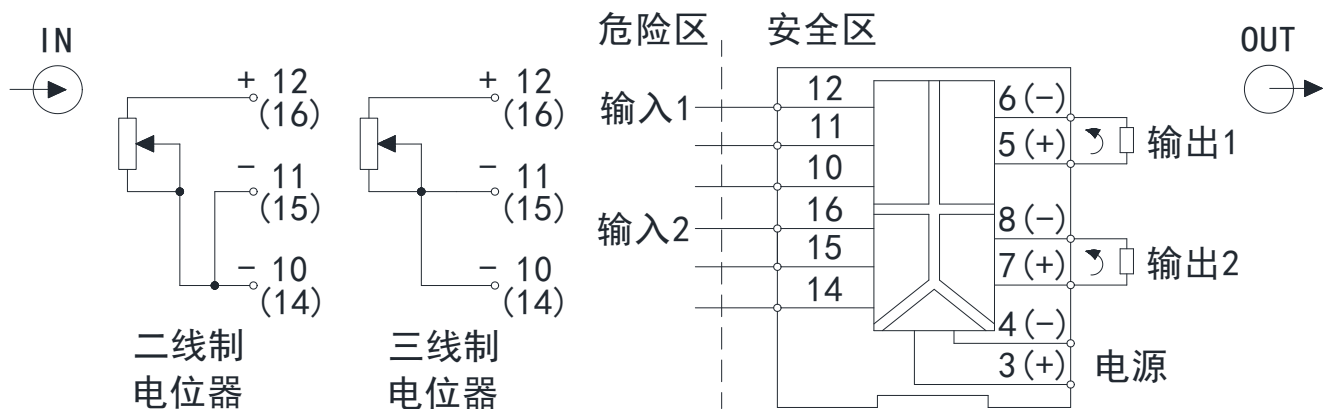 IN
+ 12
(16)
- 11
(15)
- 10
(14)
二线制
电位器
+ 12
(16)
- 11
(15)
- 10
(14)
三线制
电位器
危险区
安全区
输入1
输入2
12
11
10
16
15
14
6(-)
5(+)
8(-)
7(+)
4(-)
3(+)
输出1
输出2
电源
OUT